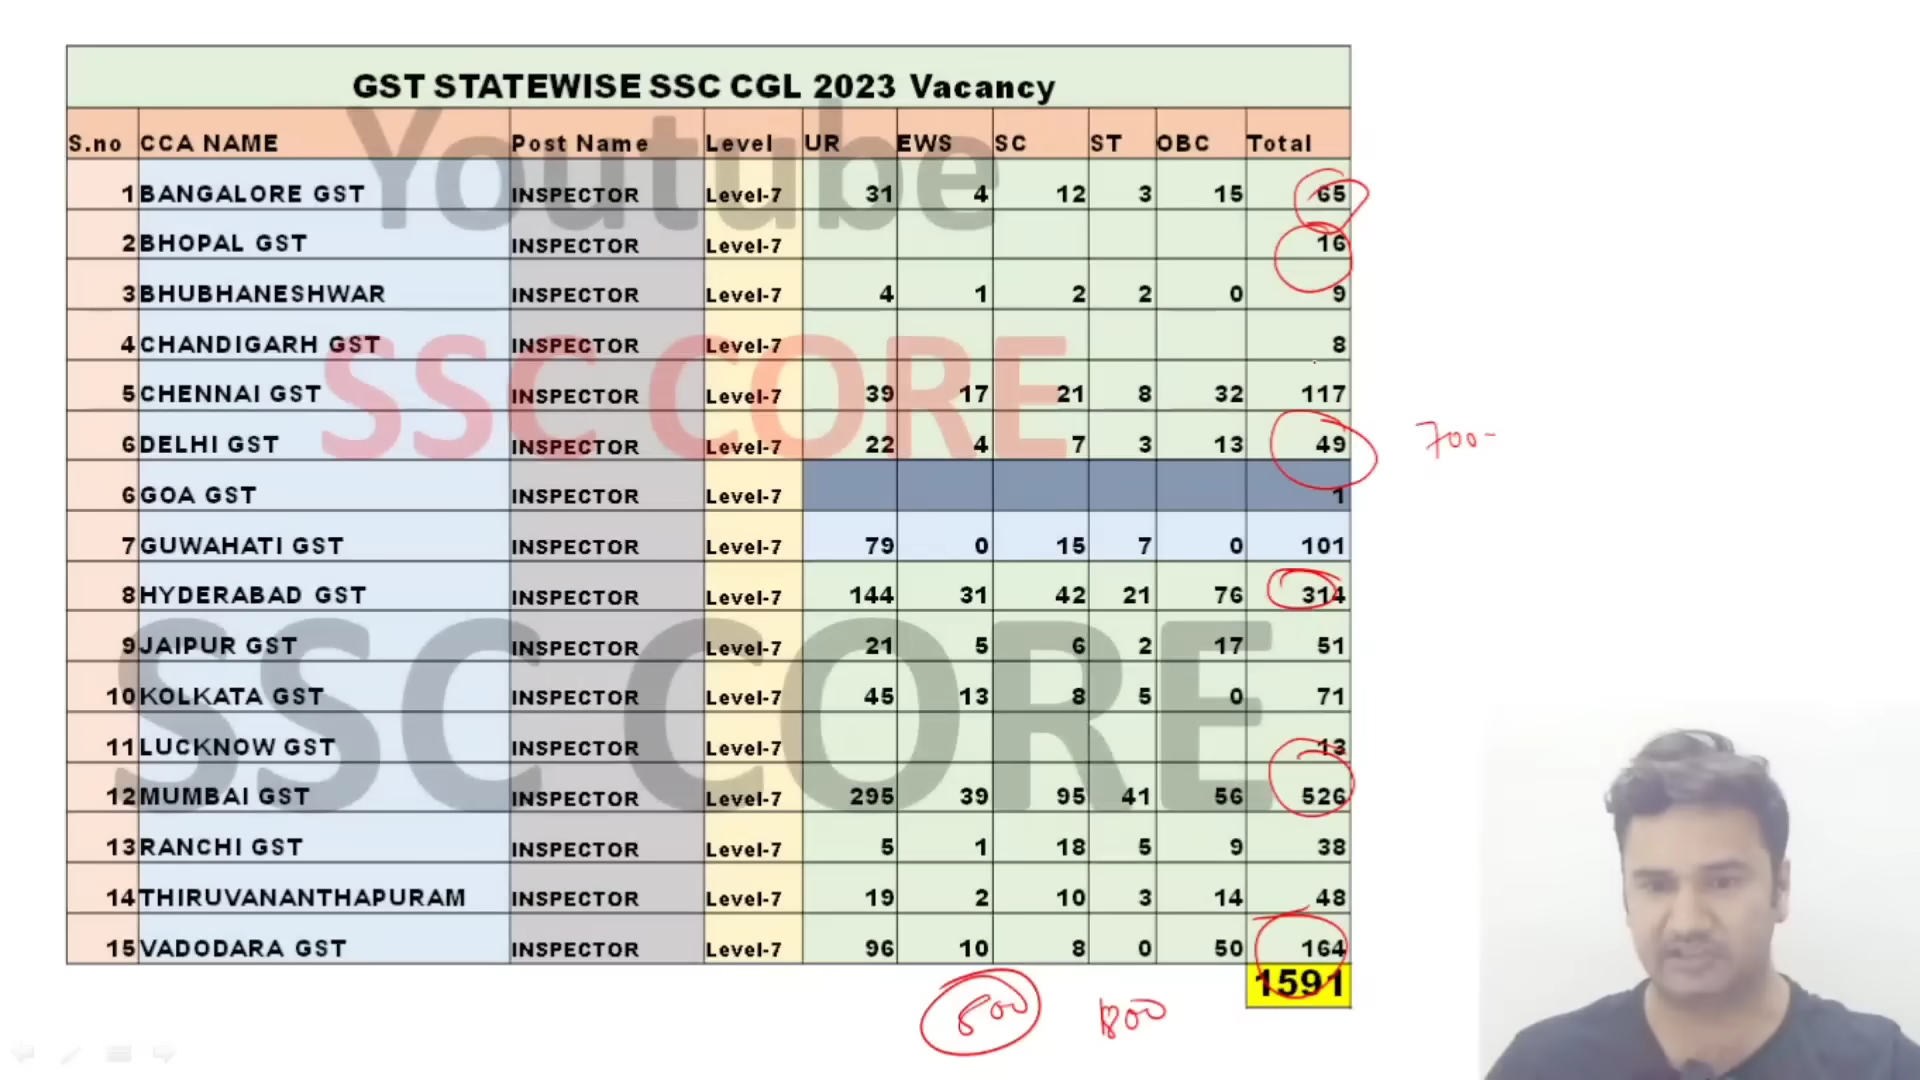 GST STATEWISE SSC CGL 2023 Vacancy
S.no CCA NAME Post Name Level UR EWS SC ST OBC Total
1 BANGALORE GST INSPECTOR Level-7 31 4 12 3 15 65
2 BHOPAL GST INSPECTOR Level-7 16
3 BHUBHANESHWAR INSPECTOR Level-7 4 1 2 2 0 9
4 CHANDIGARH GST INSPECTOR Level-7 8
5 CHENNAI GST INSPECTOR Level-7 39 17 21 8 32 117
6 DELHI GST INSPECTOR Level-7 22 4 7 3 13 49
700-
6 GOA GST INSPECTOR Level-7 1
7 GUWAHATI GST INSPECTOR Level-7 79 0 15 7 0 101
8 HYDERABAD GST INSPECTOR Level-7 144 31 42 21 76 314
9 JAIPUR GST INSPECTOR Level-7 21 5 6 2 17 51
10 KOLKATA GST INSPECTOR Level-7 45 13 8 5 0 71
11 LUCKNOW GST INSPECTOR Level-7 13
12 MUMBAI GST INSPECTOR Level-7 295 39 95 41 56 526
13 RANCHI GST INSPECTOR Level-7 5 1 18 5 9 38
14 THIRUVANANTHAPURAM INSPECTOR Level-7 19 2 10 3 14 48
15 VADODARA GST INSPECTOR Level-7 96 10 8 0 50 164
1591
Youtube
SSC CORE
SSC CORE